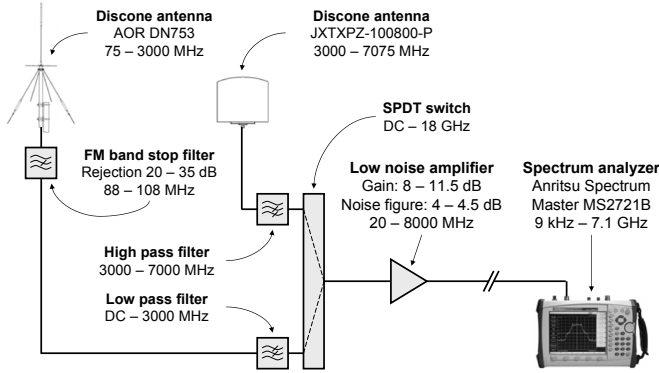 Discone antenna
AOR DN753
75 – 3000 MHz
Discone antenna
JXTXPZ-100800-P
3000 – 7075 MHz
SPDT switch
DC – 18 GHz
FM band stop filter
Rejection 20 – 35 dB
88 – 108 MHz
Low noise amplifier
Gain: 8 – 11.5 dB
Noise figure: 4 – 4.5 dB
20 – 8000 MHz
Spectrum analyzer
Anritsu Spectrum
Master MS2721B
9 kHz – 7.1 GHz
High pass filter
3000 – 7000 MHz
Low pass filter
DC – 3000 MHz